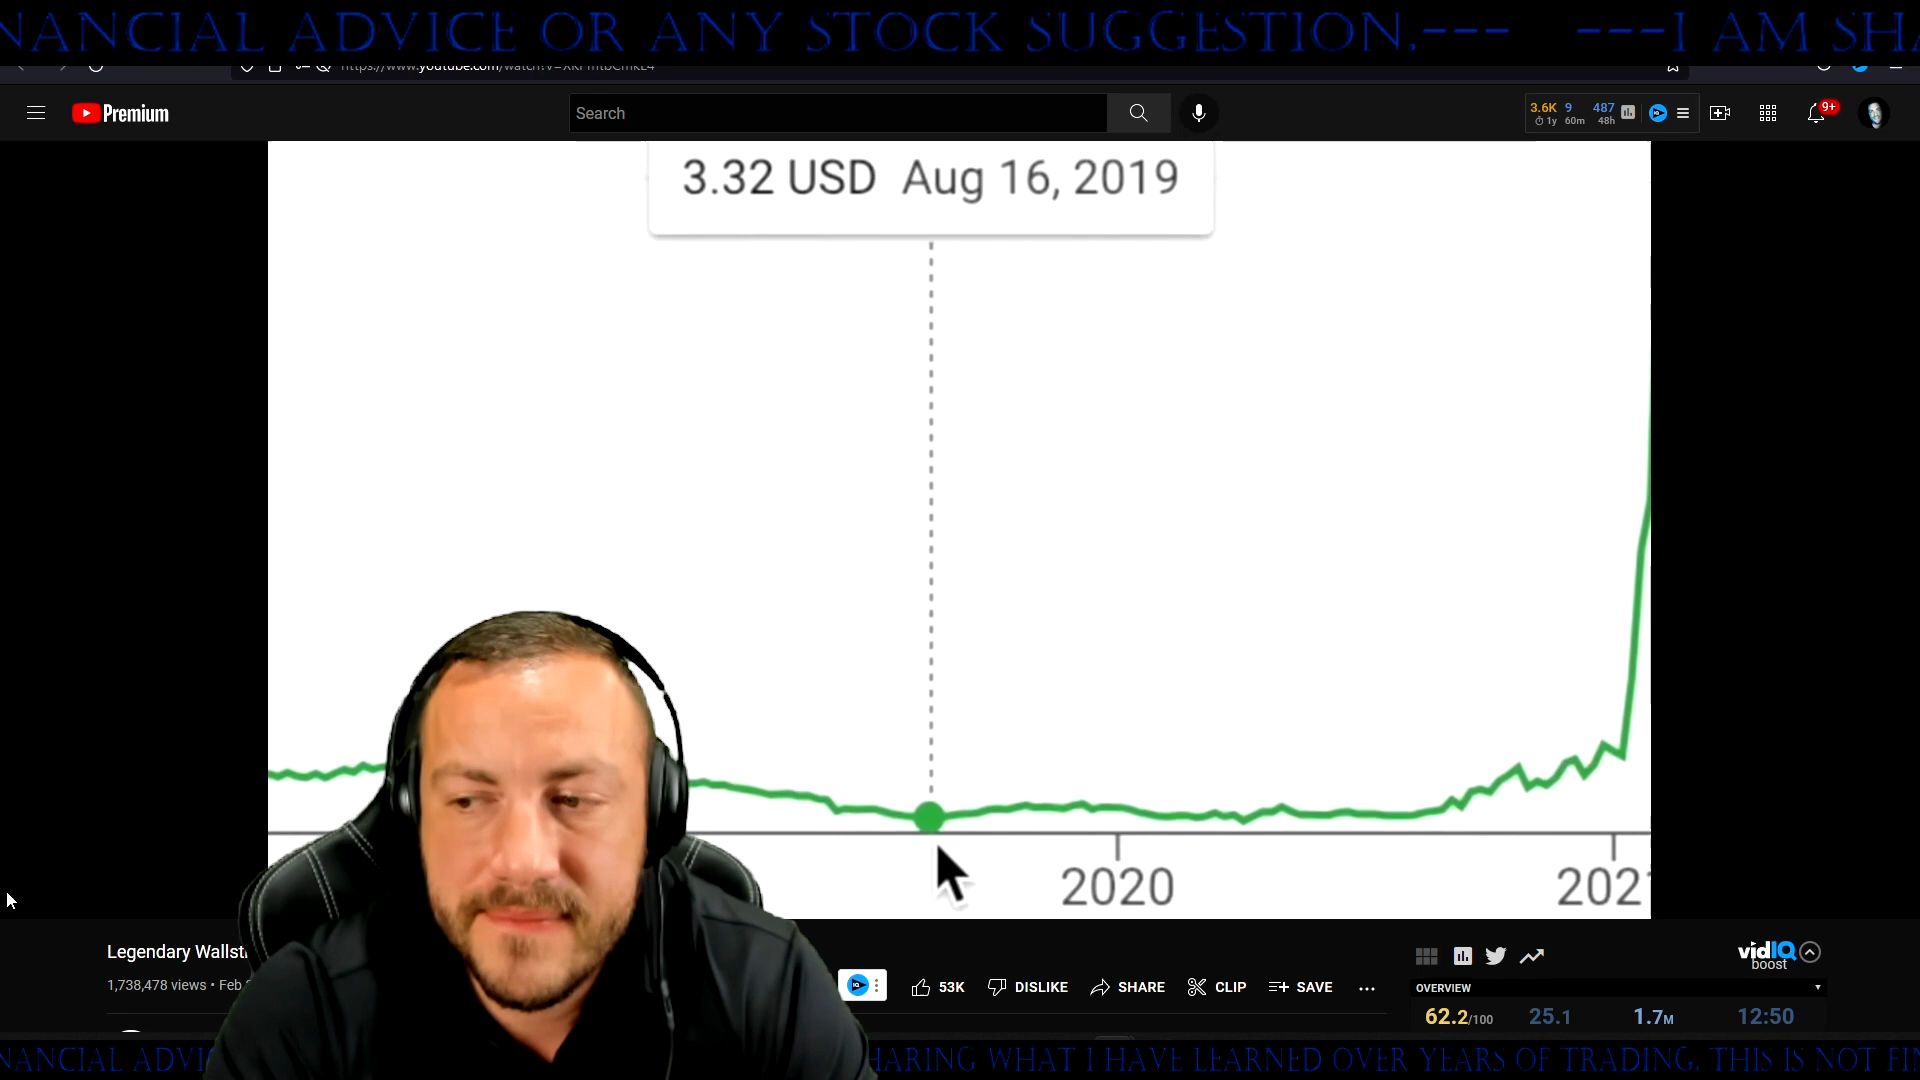 NANCIAL ADVICE OR ANY STOCK SUGGESTION.--- ---I AM SHA
Premium
Search
3.6K 9 487
1y 60m 48h
9+
3.32 USD Aug 16, 2019
2020
202
Legendary Wallst
1,738,478 views • Feb
53K DISLIKE SHARE CLIP SAVE
vidIQ
boost
OVERVIEW
62.2/100 25.1 1.7M 12:50
NANCIAL ADVIC HARING WHAT I HAVE LEARNED OVER YEARS OF TRADING. THIS IS NOT FIN